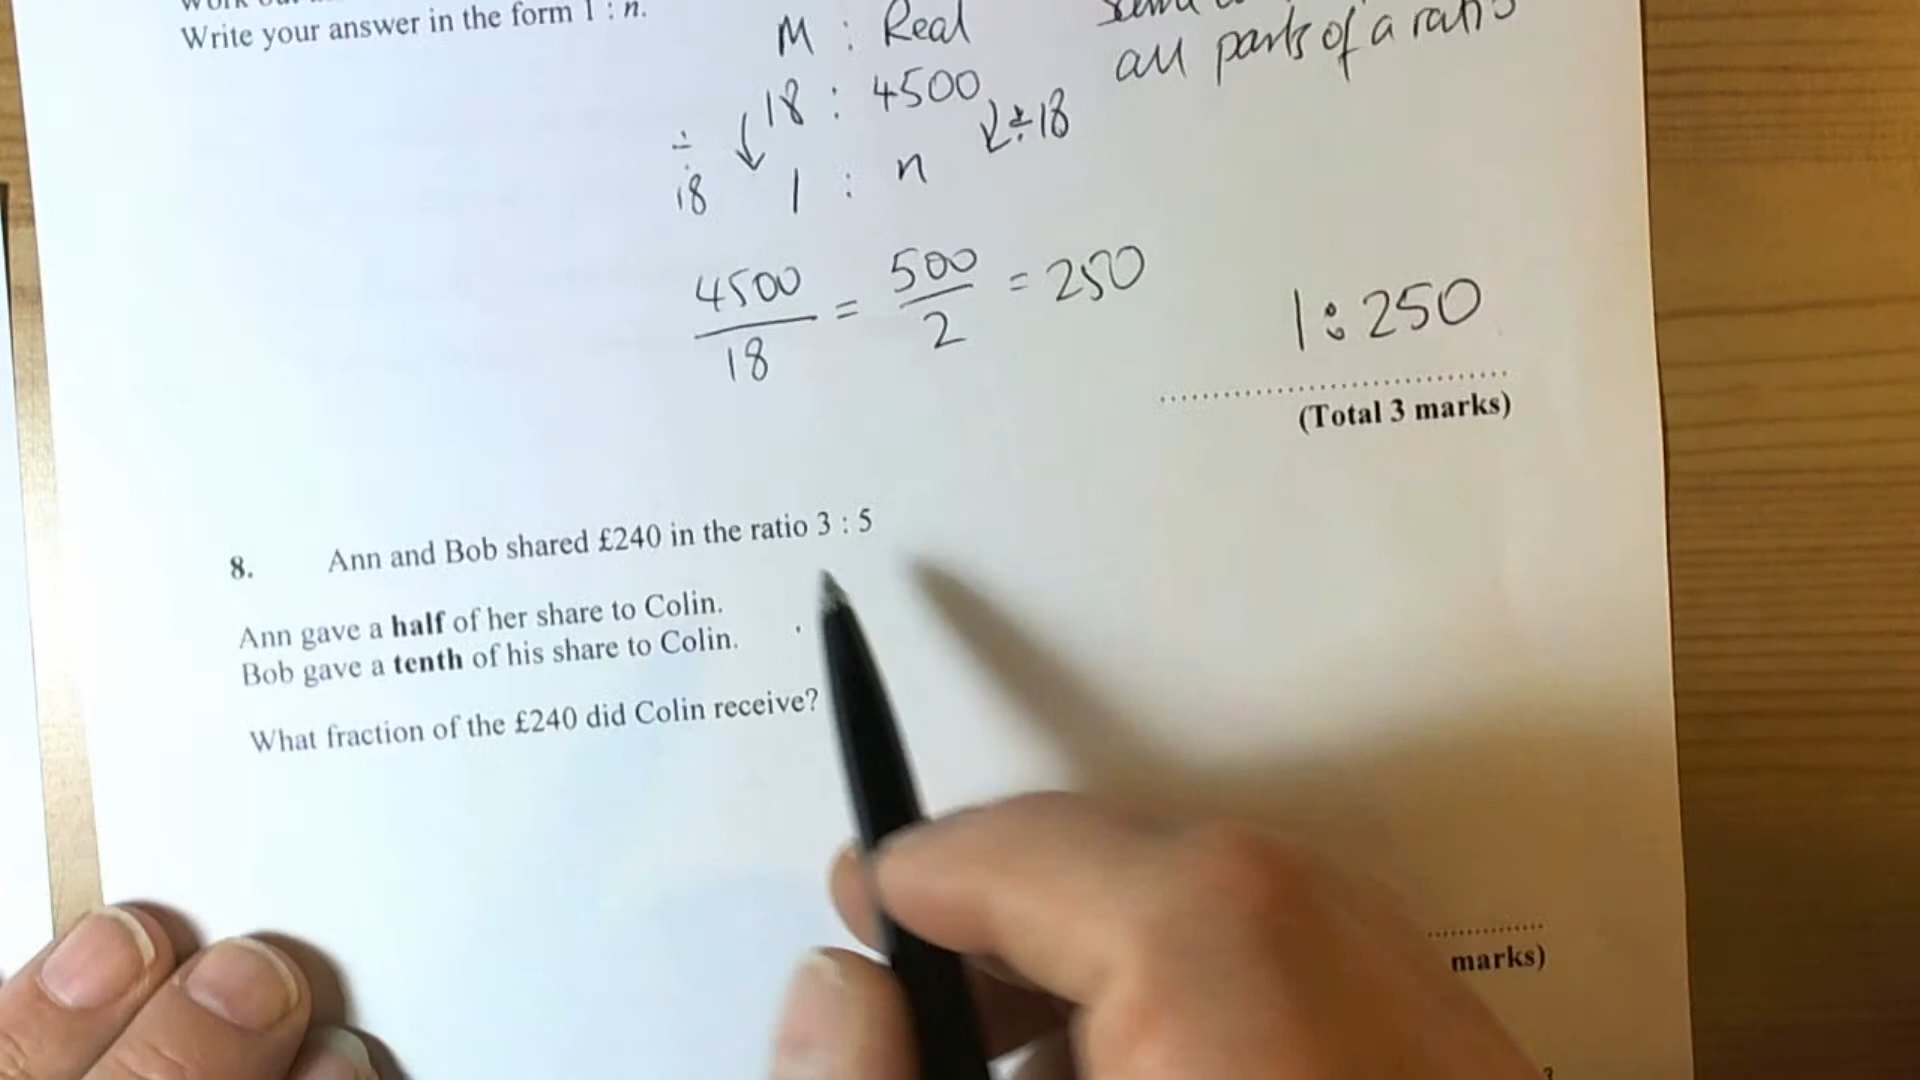 Write your answer in the form 1 : n.
M : Real
all parts of a ratio
18 : 4500
÷ 18
÷18
1 : n
4500/18 = 500/2 = 250
1 : 250
(Total 3 marks)
8. Ann and Bob shared £240 in the ratio 3 : 5
Ann gave a half of her share to Colin.
Bob gave a tenth of his share to Colin.
What fraction of the £240 did Colin receive?
marks)